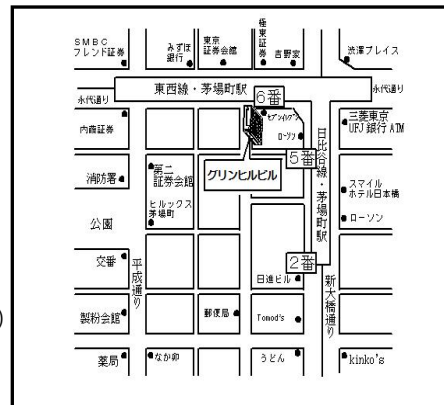 SMBC
フレンド証券
みずほ
銀行
東京
証券会館
極東証券
吉野家
渋澤プレイス
永代通り
東西線・茅場町駅
永代通り
6番
内藤証券
セブンイレブン
ローソン
三菱東京
UFJ銀行ATM
日比谷線・茅場町駅
5番
消防署
第二
証券会館
グリンヒルビル
スマイル
ホテル日本橋
ヒルックス
茅場町
ローソン
公園
交番
平成通り
2番
日進ビル
新大橋通り
製粉会館
郵便局
Tomod's
薬局
なか卯
うどん
kinko's
)